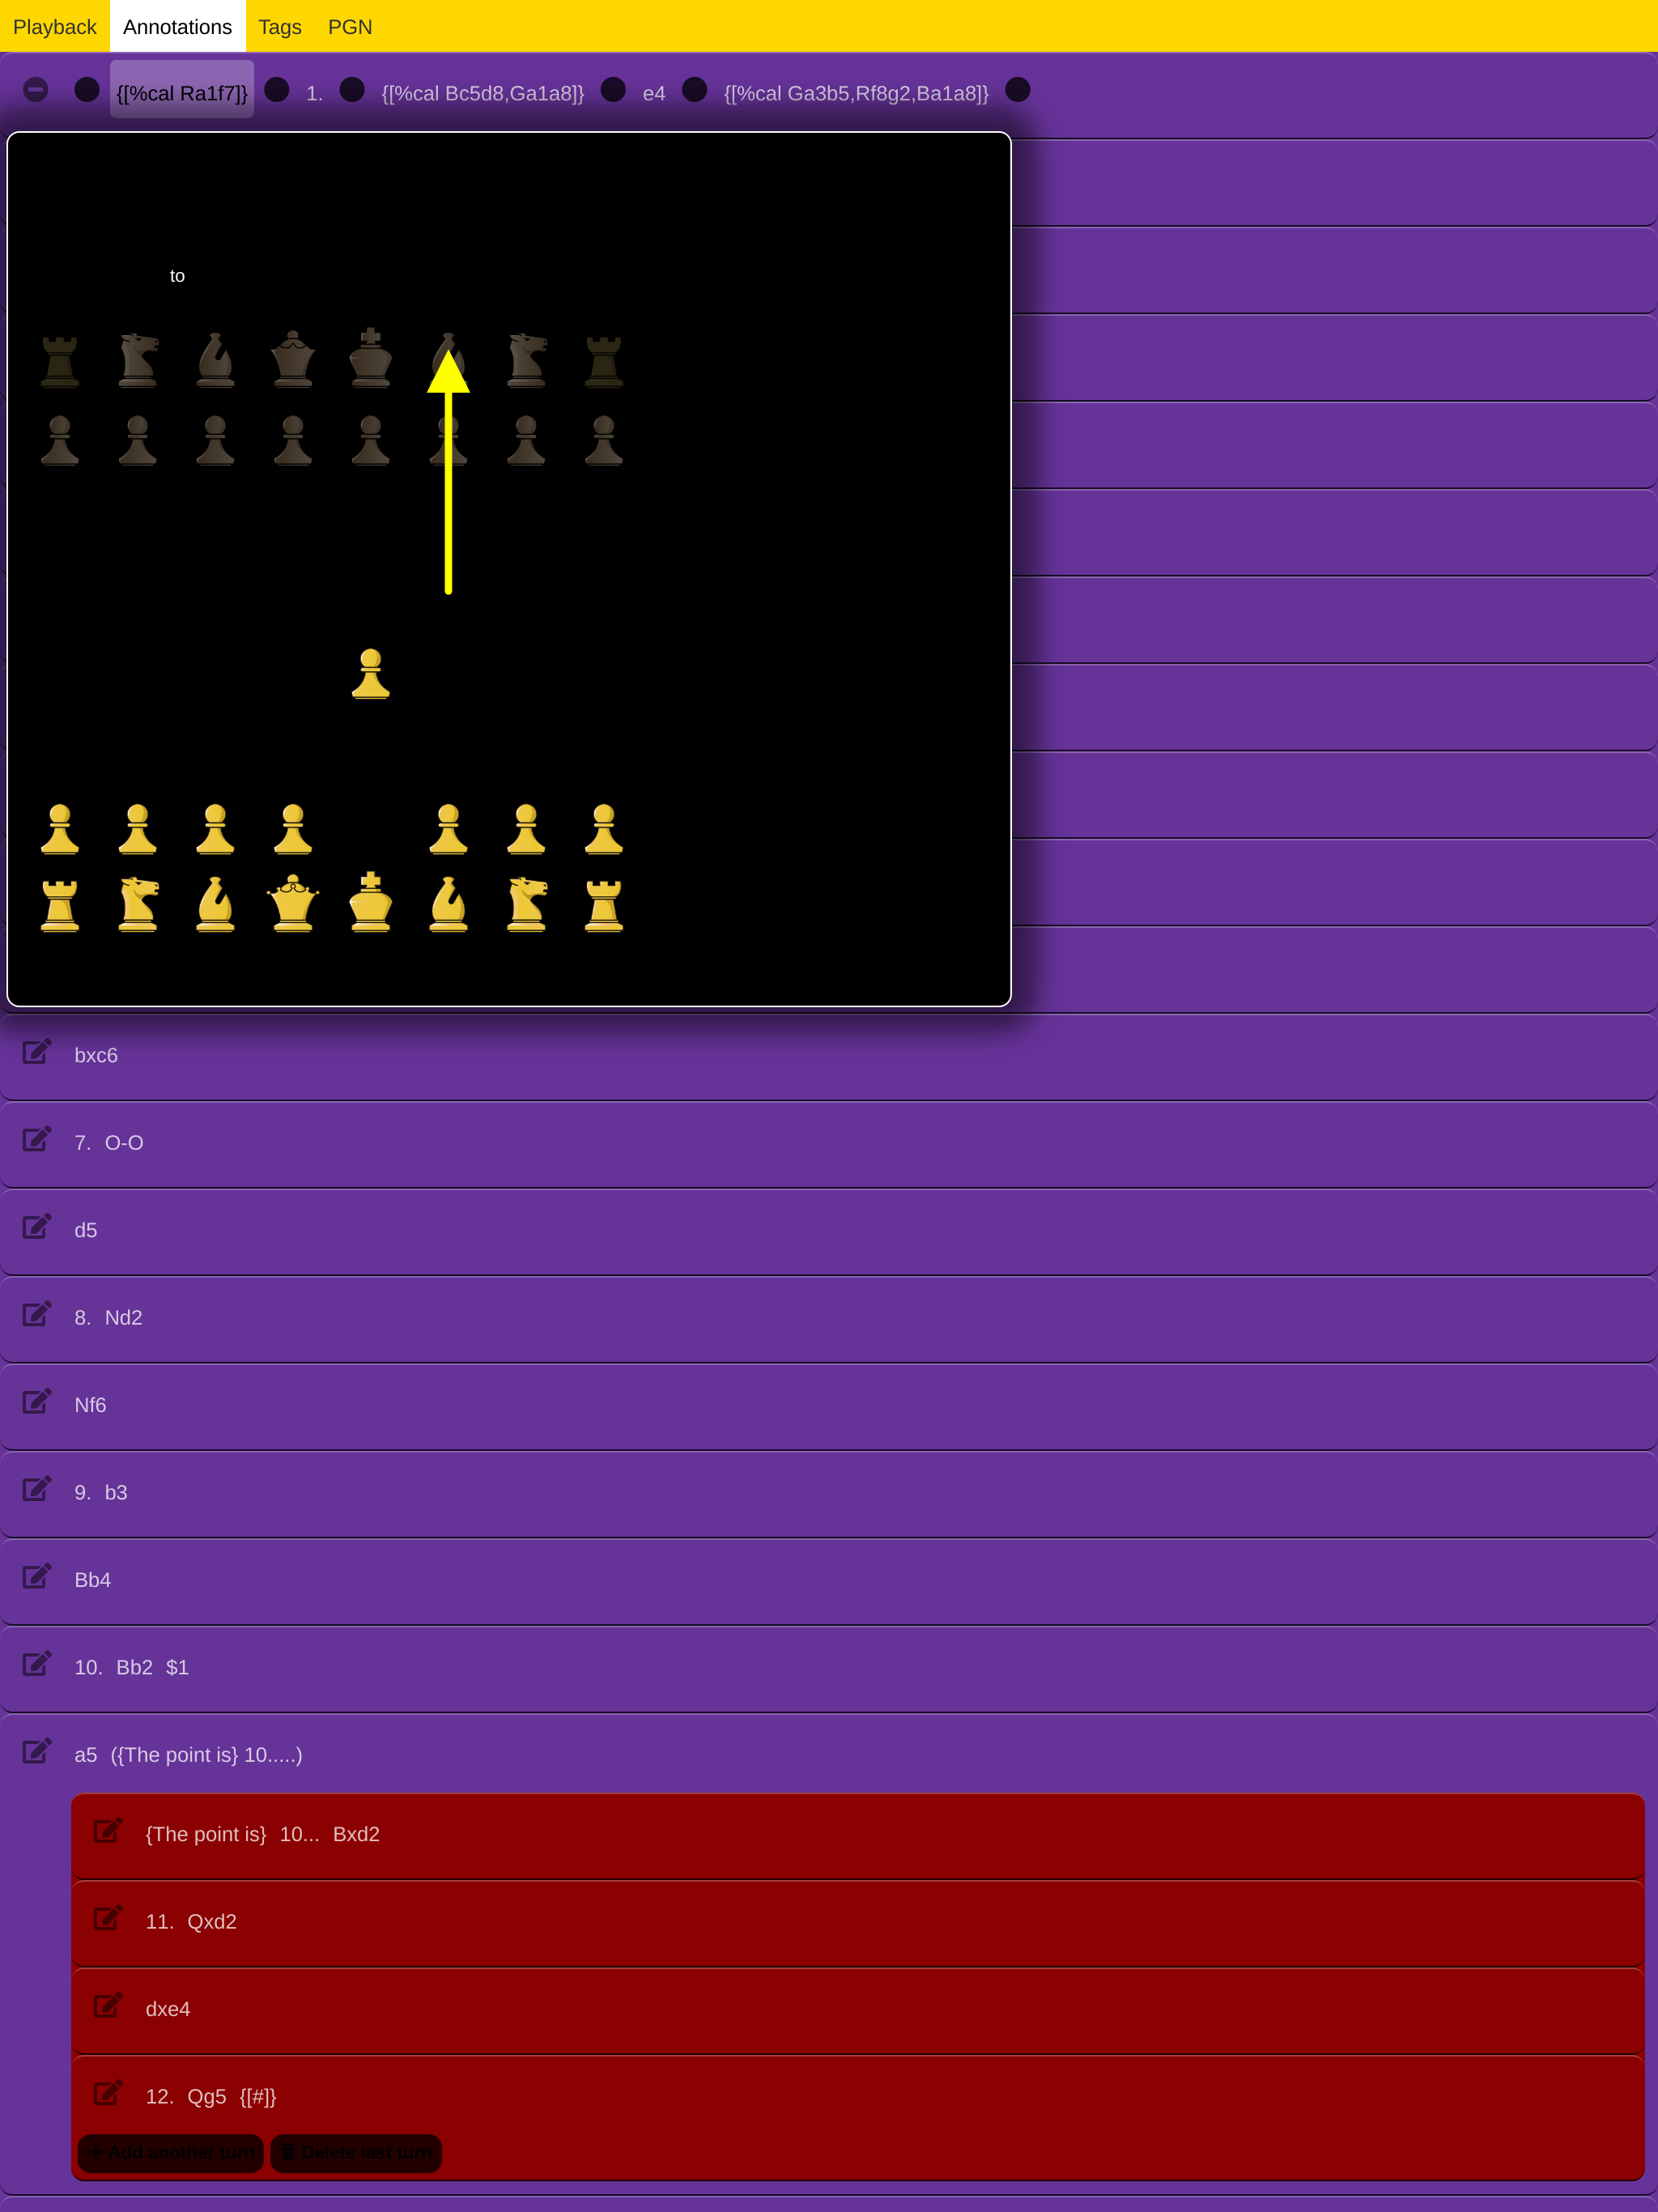 Playback Annotations Tags PGN
{[%cal Ra1f7]} 1. {[%cal Bc5d8,Ga1a8]} e4 {[%cal Ga3b5,Rf8g2,Ba1a8]}
to
bxc6
7. O-O
d5
8. Nd2
Nf6
9. b3
Bb4
10. Bb2 $1
a5 ({The point is} 10.....)
{The point is} 10... Bxd2
11. Qxd2
dxe4
12. Qg5 {[#]}
Add another turn Delete last turn